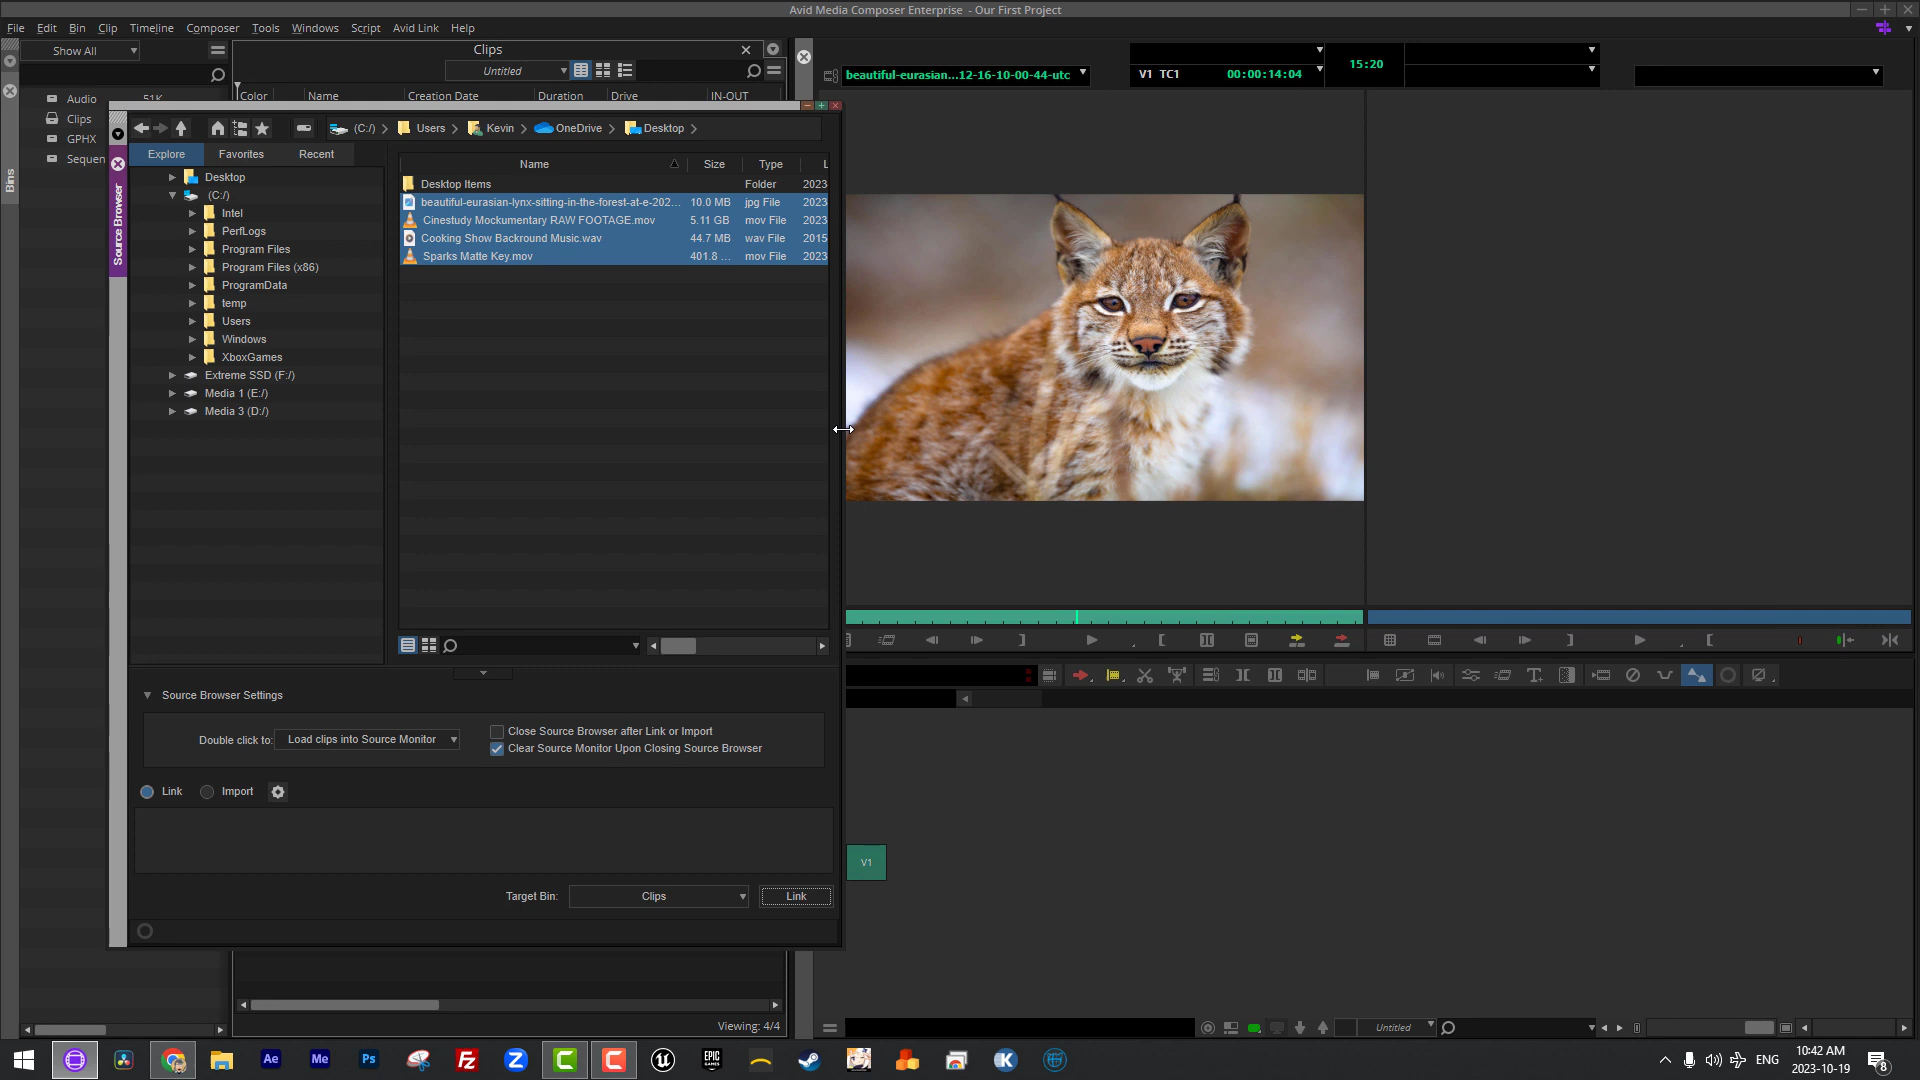 Avid Media Composer Enterprise - Our First Project
File Edit Bin Clip Timeline Composer Tools Windows Script Avid Link Help
Show All
Clips
Untitled
Color Name Creation Date Duration Drive IN-OUT
beautiful-eurasian...12-16-10-00-44-utc
V1 TC1 00:00:14:04
15:20
Bins
Audio 51K
Clips
GPHX
Sequen
Source Browser
(C:/) Users Kevin OneDrive Desktop
Explore Favorites Recent
Desktop
(C:/)
Intel
PerfLogs
Program Files
Program Files (x86)
ProgramData
temp
Users
Windows
XboxGames
Extreme SSD (F:/)
Media 1 (E:/)
Media 3 (D:/)
Name Size Type L
Desktop Items Folder 2023
beautiful-eurasian-lynx-sitting-in-the-forest-at-e-202... 10.0 MB jpg File 2023
Cinestudy Mockumentary RAW FOOTAGE.mov 5.11 GB mov File 2023
Cooking Show Backround Music.wav 44.7 MB wav File 2015
Sparks Matte Key.mov 401.8 ... mov File 2023
Source Browser Settings
Double click to: Load clips into Source Monitor
Close Source Browser after Link or Import
Clear Source Monitor Upon Closing Source Browser
Link Import
Target Bin: Clips Link
V1
Viewing: 4/4
Untitled
Ae Me Ps Fz Z C C EPIC GAMES K
ENG
10:42 AM
2023-10-19
8